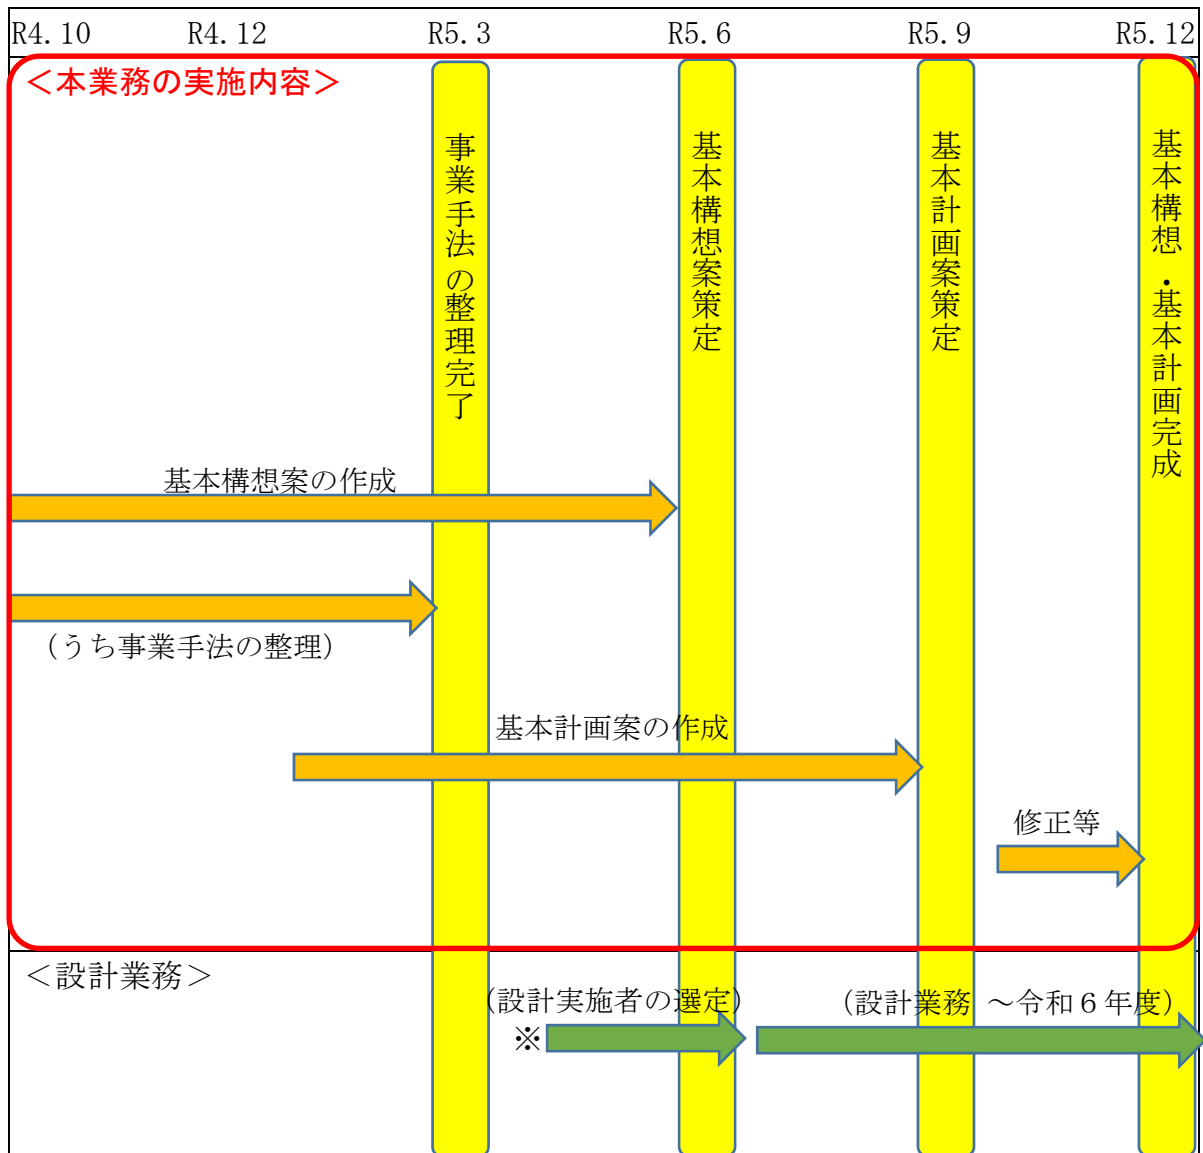 R4.10 R4.12 R5.3 R5.6 R5.9 R5.12
＜本業務の実施内容＞
事業手法の整理完了
基本構想案策定
基本計画案策定
基本構想・基本計画完成
基本構想案の作成
（うち事業手法の整理）
基本計画案の作成
修正等
＜設計業務＞
（設計実施者の選定）
（設計業務 ～令和６年度）
※